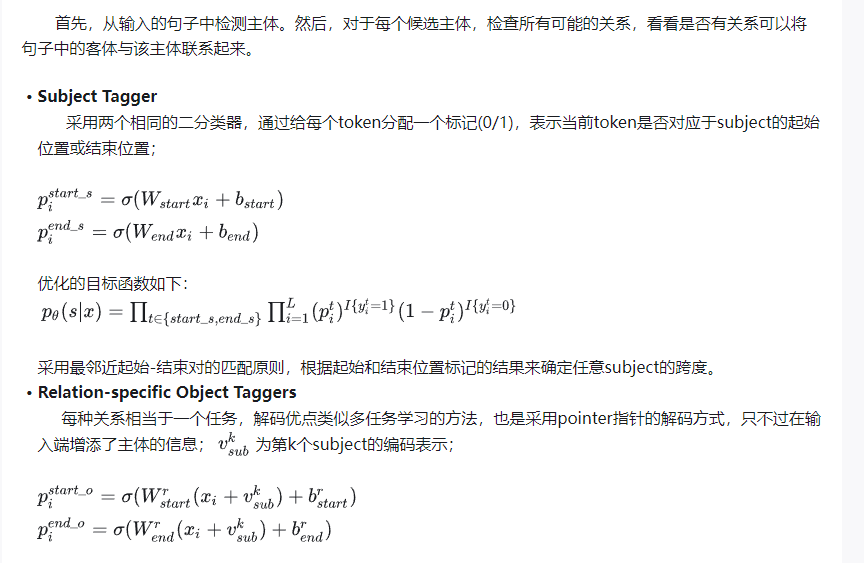 首先，从输入的句子中检测主体。然后，对于每个候选主体，检查所有可能的关系，看看是否有关系可以将
句子中的客体与该主体联系起来。
• Subject Tagger
采用两个相同的二分类器，通过给每个token分配一个标记(0/1)，表示当前token是否对应于subject的起始
位置或结束位置；
$p_i^{start\_s} = \sigma(W_{start}x_i + b_{start})$
$p_i^{end\_s} = \sigma(W_{end}x_i + b_{end})$
优化的目标函数如下：
$p_\theta(s|x) = \prod_{t\in\{start\_s,end\_s\}} \prod_{i=1}^{L} (p_i^t)^{I\{y_i^t=1\}} (1 - p_i^t)^{I\{y_i^t=0\}}$
采用最邻近起始-结束对的匹配原则，根据起始和结束位置标记的结果来确定任意subject的跨度。
• Relation-specific Object Taggers
每种关系相当于一个任务，解码优点类似多任务学习的方法，也是采用pointer指针的解码方式，只不过在输
入端增添了主体的信息； $v_{sub}^k$ 为第k个subject的编码表示；
$p_i^{start\_o} = \sigma(W_{start}^r(x_i + v_{sub}^k) + b_{start}^r)$
$p_i^{end\_o} = \sigma(W_{end}^r(x_i + v_{sub}^k) + b_{end}^r)$